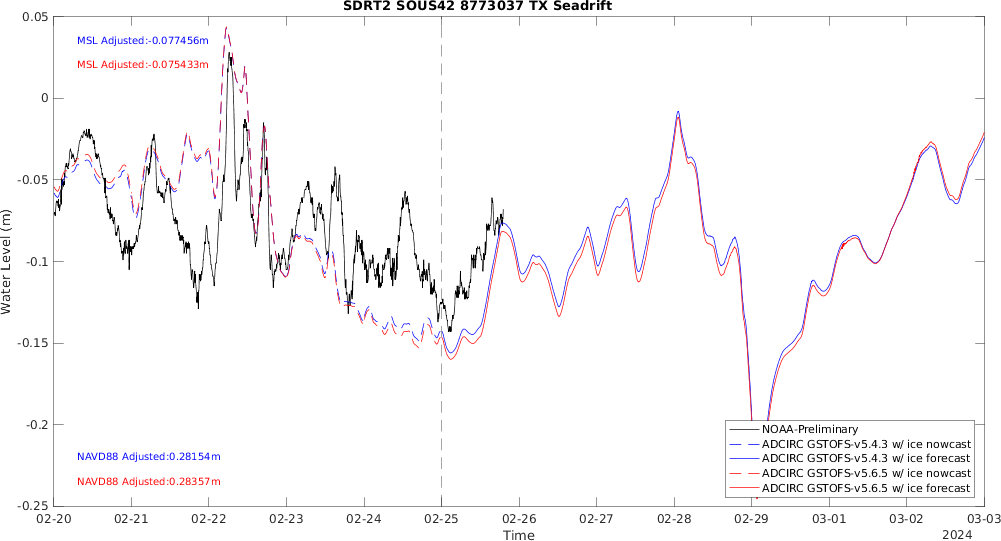 SDRT2 SOUS42 8773037 TX Seadrift
0.05
0
-0.05
-0.1
-0.15
-0.2
-0.25
Water Level (m)
MSL Adjusted:-0.077456m
MSL Adjusted:-0.075433m
NAVD88 Adjusted:0.28154m
NAVD88 Adjusted:0.28357m
NOAA-Preliminary
ADCIRC GSTOFS-v5.4.3 w/ ice nowcast
ADCIRC GSTOFS-v5.4.3 w/ ice forecast
ADCIRC GSTOFS-v5.6.5 w/ ice nowcast
ADCIRC GSTOFS-v5.6.5 w/ ice forecast
02-20 02-21 02-22 02-23 02-24 02-25 02-26 02-27 02-28 02-29 03-01 03-02 03-03
Time
2024